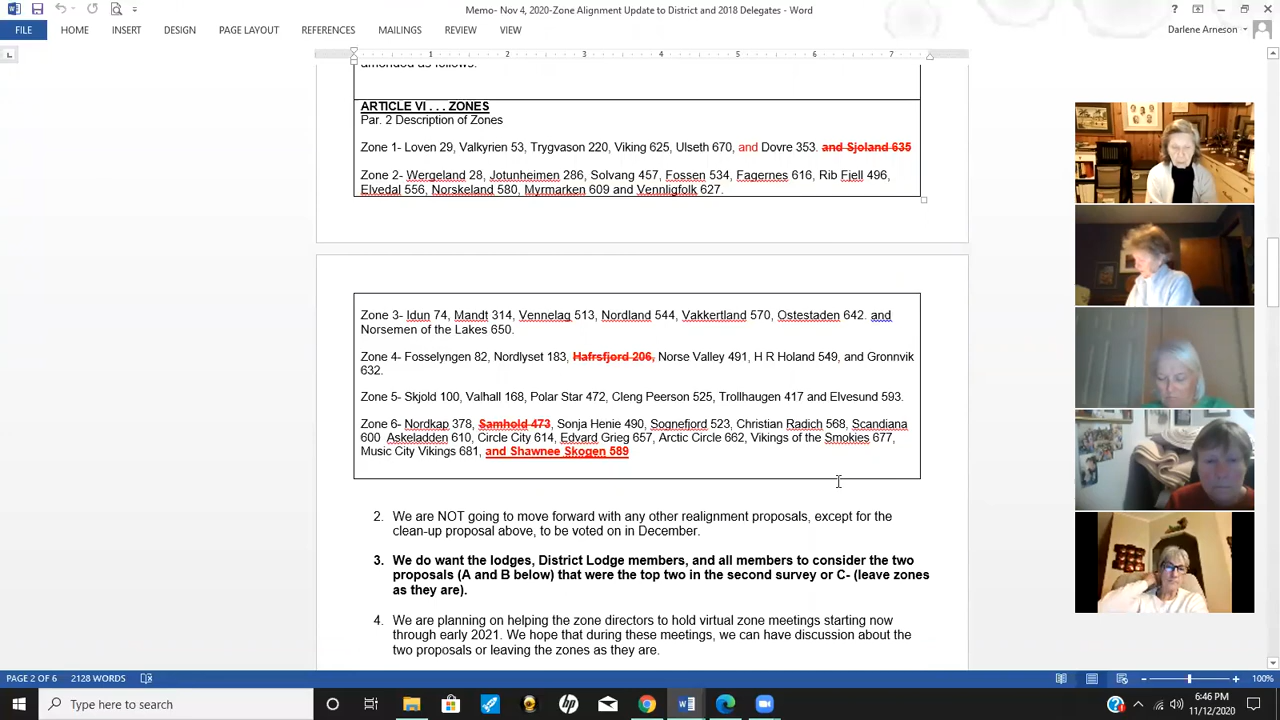 Memo- Nov 4, 2020-Zone Alignment Update to District and 2018 Delegates - Word
FILE HOME INSERT DESIGN PAGE LAYOUT REFERENCES MAILINGS REVIEW VIEW Darlene Arneson
1 2 3 4 5 6 7
amended as follows:
ARTICLE VI . . . ZONES
Par. 2 Description of Zones
Zone 1- Loven 29, Valkyrien 53, Trygvason 220, Viking 625, Ulseth 670, and Dovre 353. and Sjoland 635
Zone 2- Wergeland 28, Jotunheimen 286, Solvang 457, Fossen 534, Fagernes 616, Rib Fjell 496,
Elvedal 556, Norskeland 580, Myrmarken 609 and Vennligfolk 627.
Zone 3- Idun 74, Mandt 314, Vennelag 513, Nordland 544, Vakkertland 570, Ostestaden 642. and
Norsemen of the Lakes 650.
Zone 4- Fosselyngen 82, Nordlyset 183, Hafrsfjord 206, Norse Valley 491, H R Holand 549, and Gronnvik
632.
Zone 5- Skjold 100, Valhall 168, Polar Star 472, Cleng Peerson 525, Trollhaugen 417 and Elvesund 593.
Zone 6- Nordkap 378, Samhold 473, Sonja Henie 490, Sognefjord 523, Christian Radich 568, Scandiana
600 Askeladden 610, Circle City 614, Edvard Grieg 657, Arctic Circle 662, Vikings of the Smokies 677,
Music City Vikings 681, and Shawnee Skogen 589
2. We are NOT going to move forward with any other realignment proposals, except for the
clean-up proposal above, to be voted on in December.
3. We do want the lodges, District Lodge members, and all members to consider the two
proposals (A and B below) that were the top two in the second survey or C- (leave zones
as they are).
4. We are planning on helping the zone directors to hold virtual zone meetings starting now
through early 2021. We hope that during these meetings, we can have discussion about the
two proposals or leaving the zones as they are.
PAGE 2 OF 6 2128 WORDS 100%
Type here to search
6:46 PM
11/12/2020